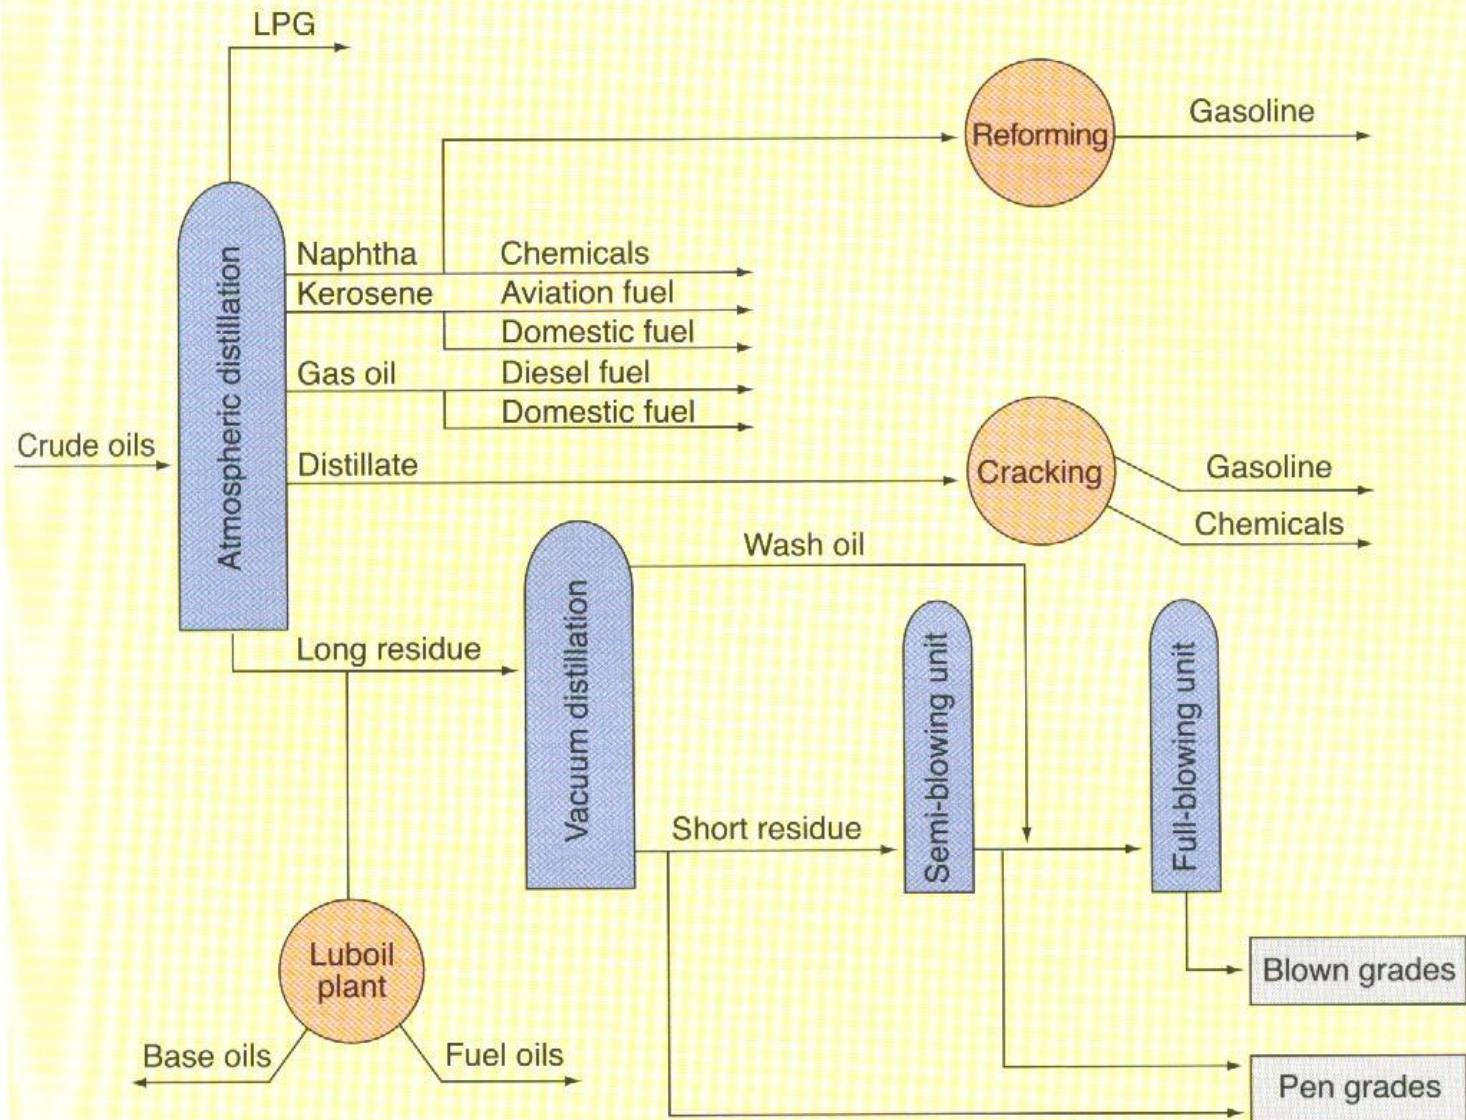 LPG
Gasoline
Reforming
Naphtha
Chemicals
Kerosene
Aviation fuel
Domestic fuel
Gas oil
Diesel fuel
Domestic fuel
Crude oils
Atmospheric distillation
Distillate
Cracking
Gasoline
Chemicals
Wash oil
Long residue
Vacuum distillation
Semi-blowing unit
Full-blowing unit
Short residue
Luboil
plant
Blown grades
Base oils
Fuel oils
Pen grades